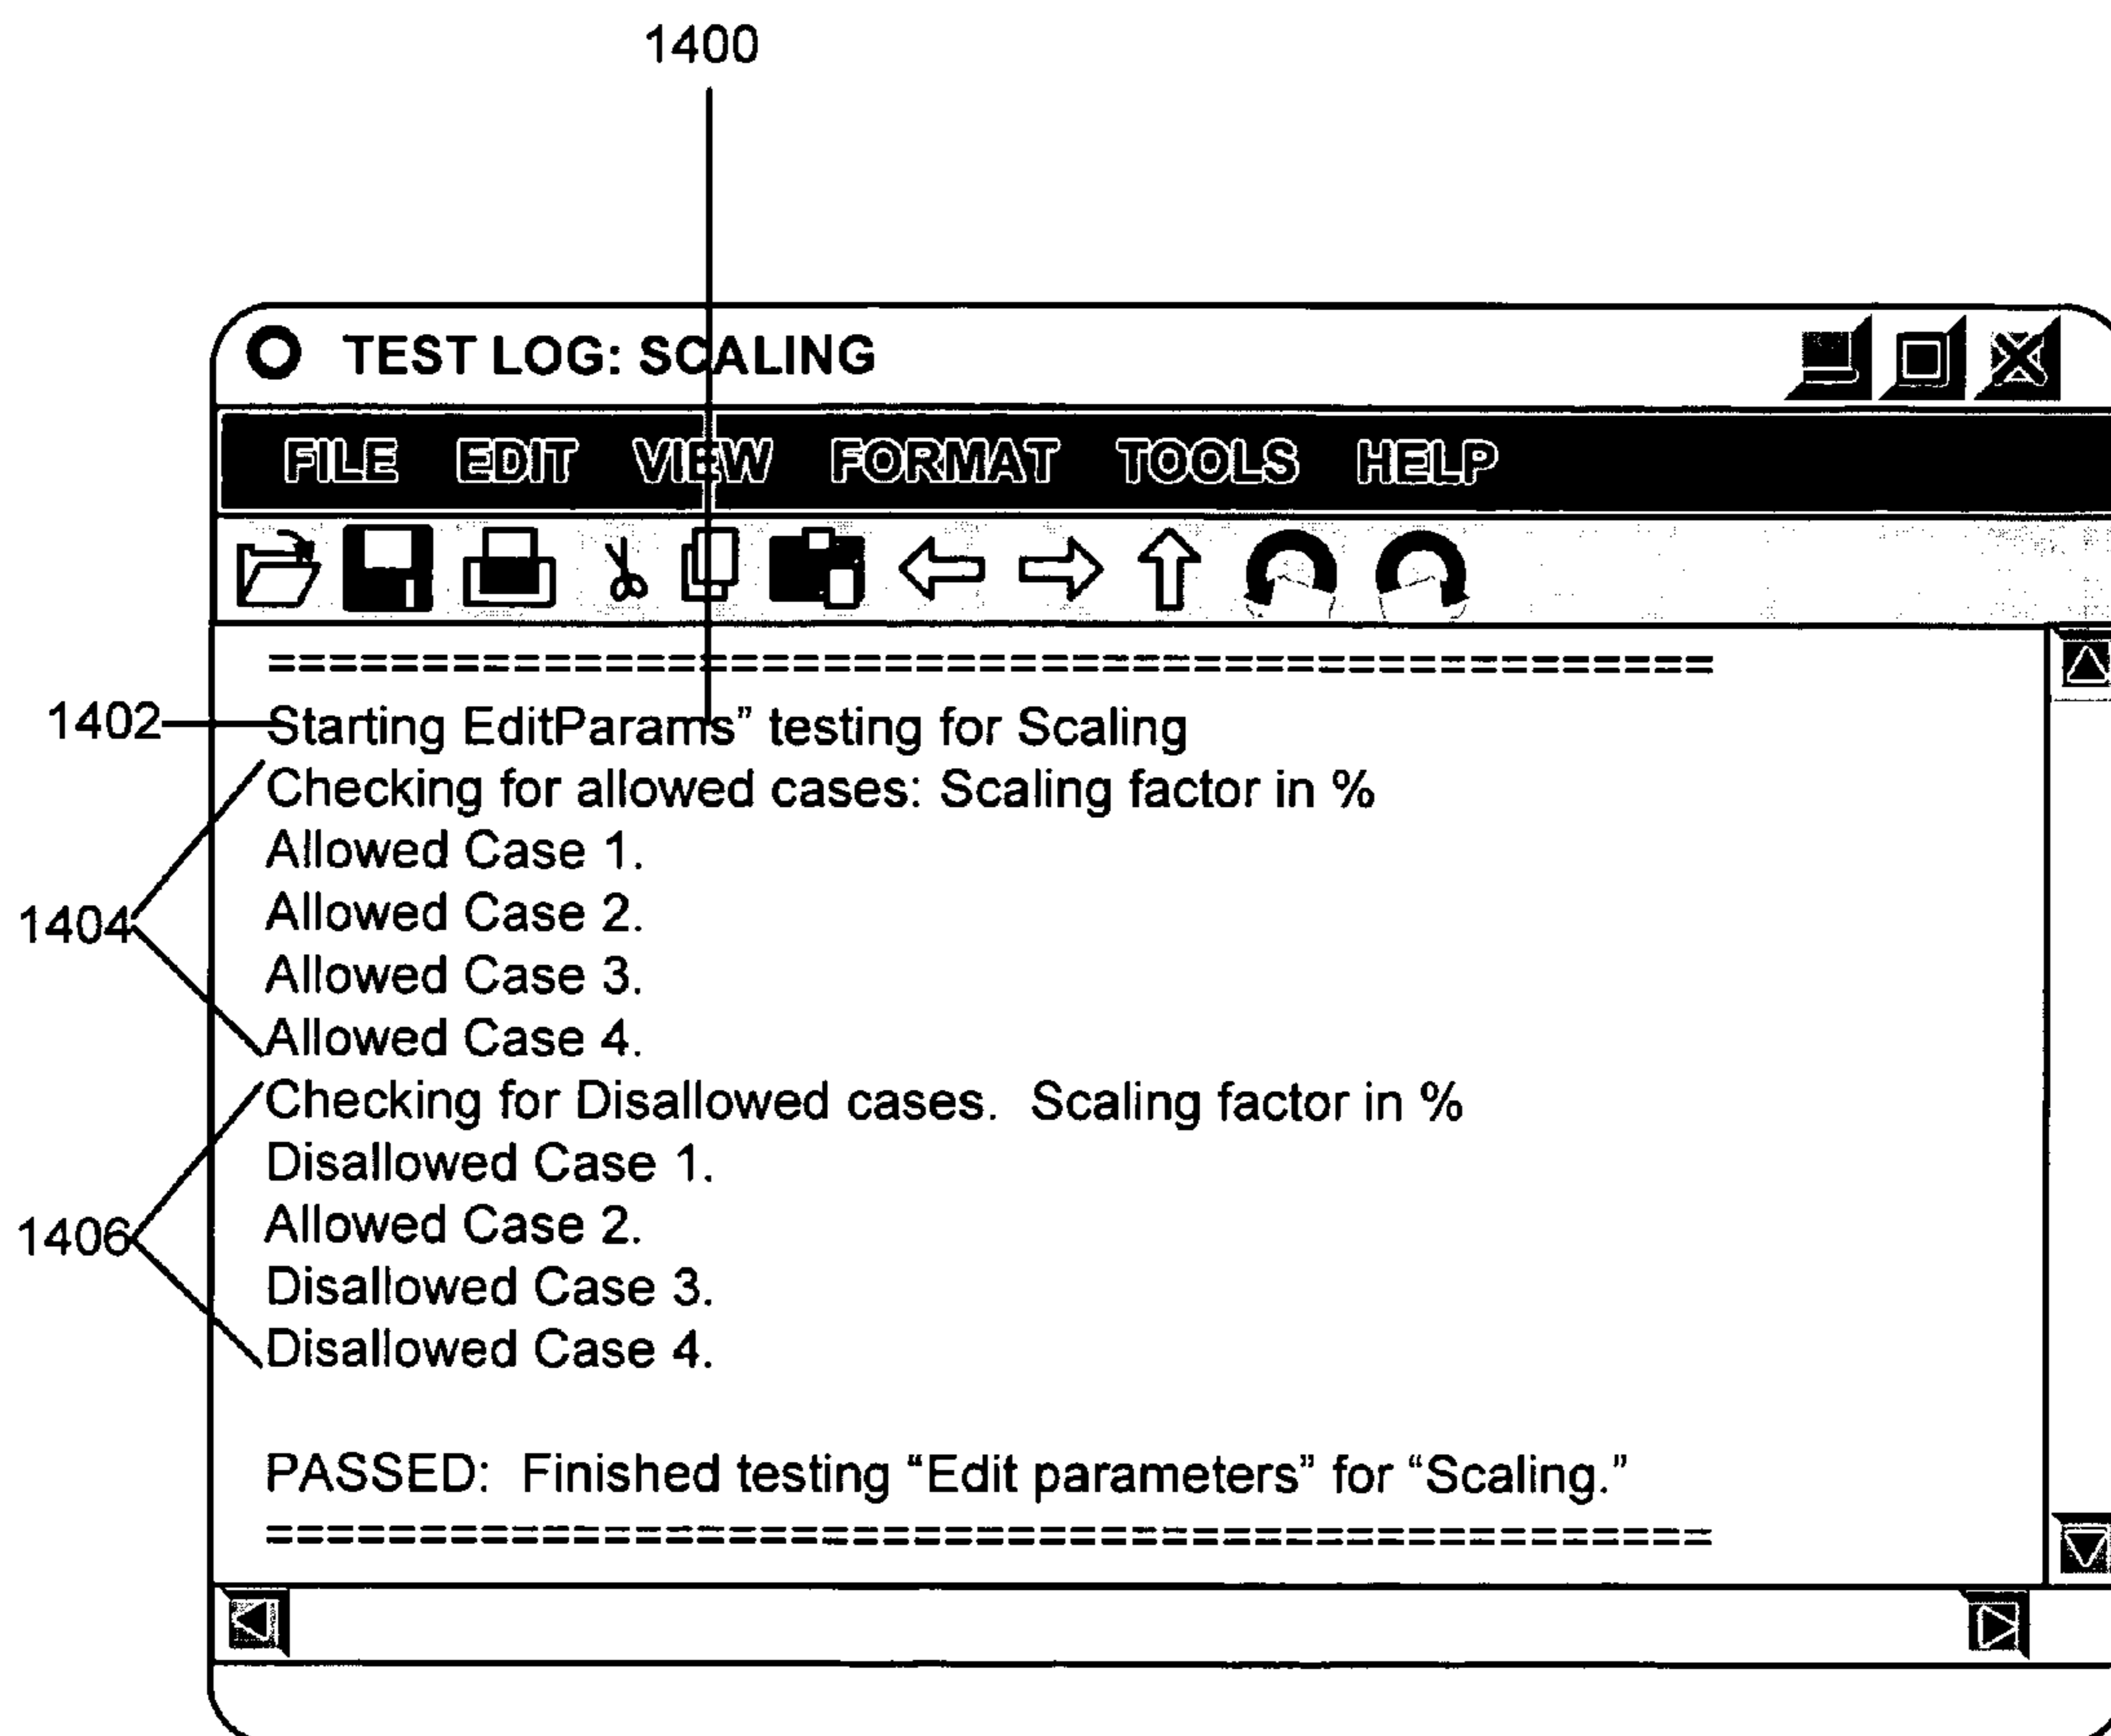 1400
TEST LOG: SCALING
FILE EDIT VIEW FORMAT TOOLS HELP
===============================================
1402
Starting EditParams” testing for Scaling
Checking for allowed cases: Scaling factor in %
Allowed Case 1.
Allowed Case 2.
1404
Allowed Case 3.
Allowed Case 4.
Checking for Disallowed cases.  Scaling factor in %
Disallowed Case 1.
Allowed Case 2.
1406
Disallowed Case 3.
Disallowed Case 4.
PASSED:  Finished testing “Edit parameters” for “Scaling.”
===============================================